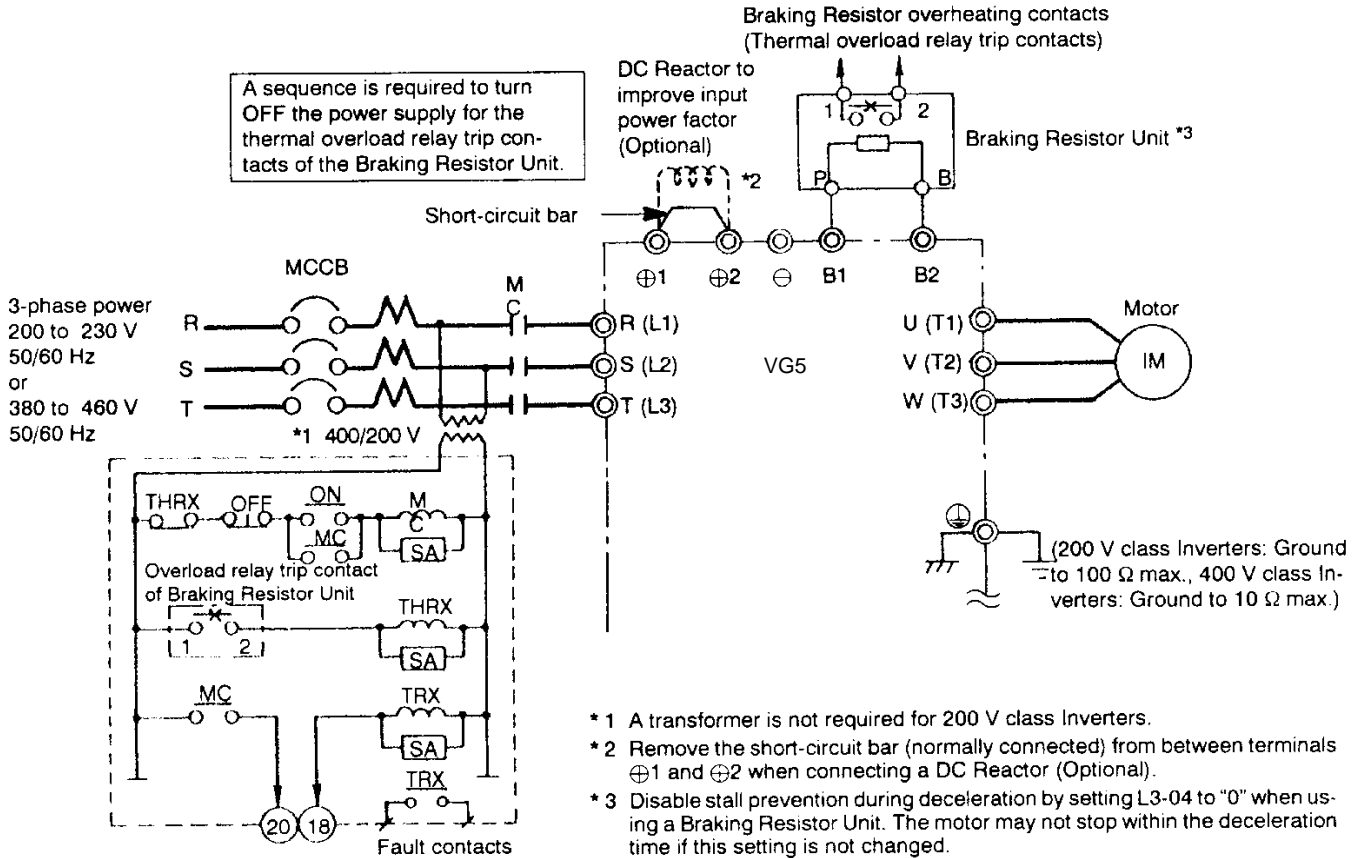 Braking Resistor overheating contacts
(Thermal overload relay trip contacts)
DC Reactor to
improve input
power factor
(Optional)
A sequence is required to turn
OFF the power supply for the
thermal overload relay trip con-
tacts of the Braking Resistor Unit.
1 2
Braking Resistor Unit *3
*2
P B
Short-circuit bar
⊕1 ⊕2 ⊖ B1 B2
MCCB
MC
3-phase power
200 to 230 V
50/60 Hz
or
380 to 460 V
50/60 Hz
R
S
T
R (L1)
S (L2)
T (L3)
VG5
U (T1)
V (T2)
W (T3)
Motor
IM
*1 400/200 V
THRX OFF ON MC
MC SA
Overload relay trip contact
of Braking Resistor Unit
1 2
THRX
SA
MC
TRX
SA
TRX
20 18
Fault contacts
(200 V class Inverters: Ground
to 100 Ω max., 400 V class In-
verters: Ground to 10 Ω max.)
* 1 A transformer is not required for 200 V class Inverters.
* 2 Remove the short-circuit bar (normally connected) from between terminals
⊕1 and ⊕2 when connecting a DC Reactor (Optional).
* 3 Disable stall prevention during deceleration by setting L3-04 to "0" when us-
ing a Braking Resistor Unit. The motor may not stop within the deceleration
time if this setting is not changed.